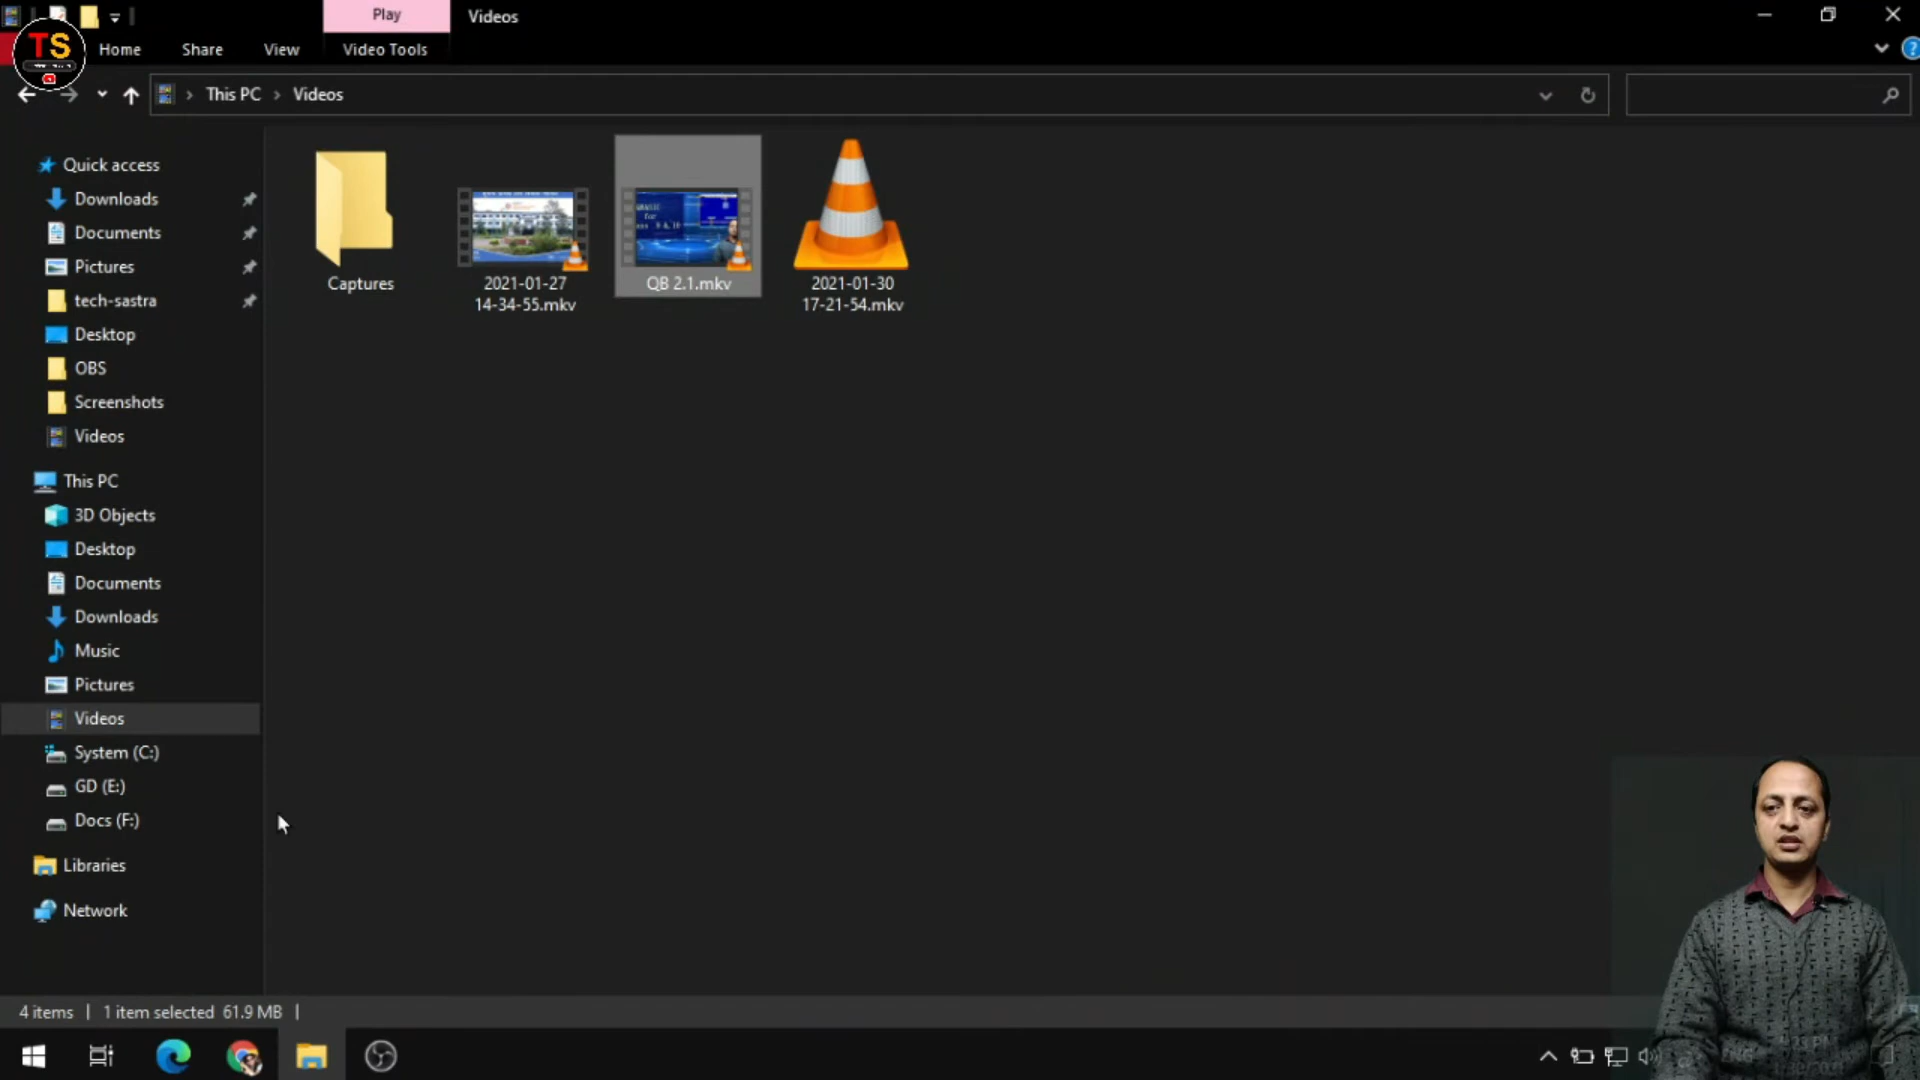 Play
Videos
TS
Home
Share
View
Video Tools
This PC
Videos
Quick access
Downloads
Documents
Pictures
tech-sastra
Desktop
OBS
Screenshots
Videos
This PC
3D Objects
Desktop
Documents
Downloads
Music
Pictures
Videos
System (C:)
GD (E:)
Docs (F:)
Libraries
Network
Captures
2021-01-27
14-34-55.mkv
QB 2.1.mkv
2021-01-30
17-21-54.mkv
4 items
1 item selected 61.9 MB